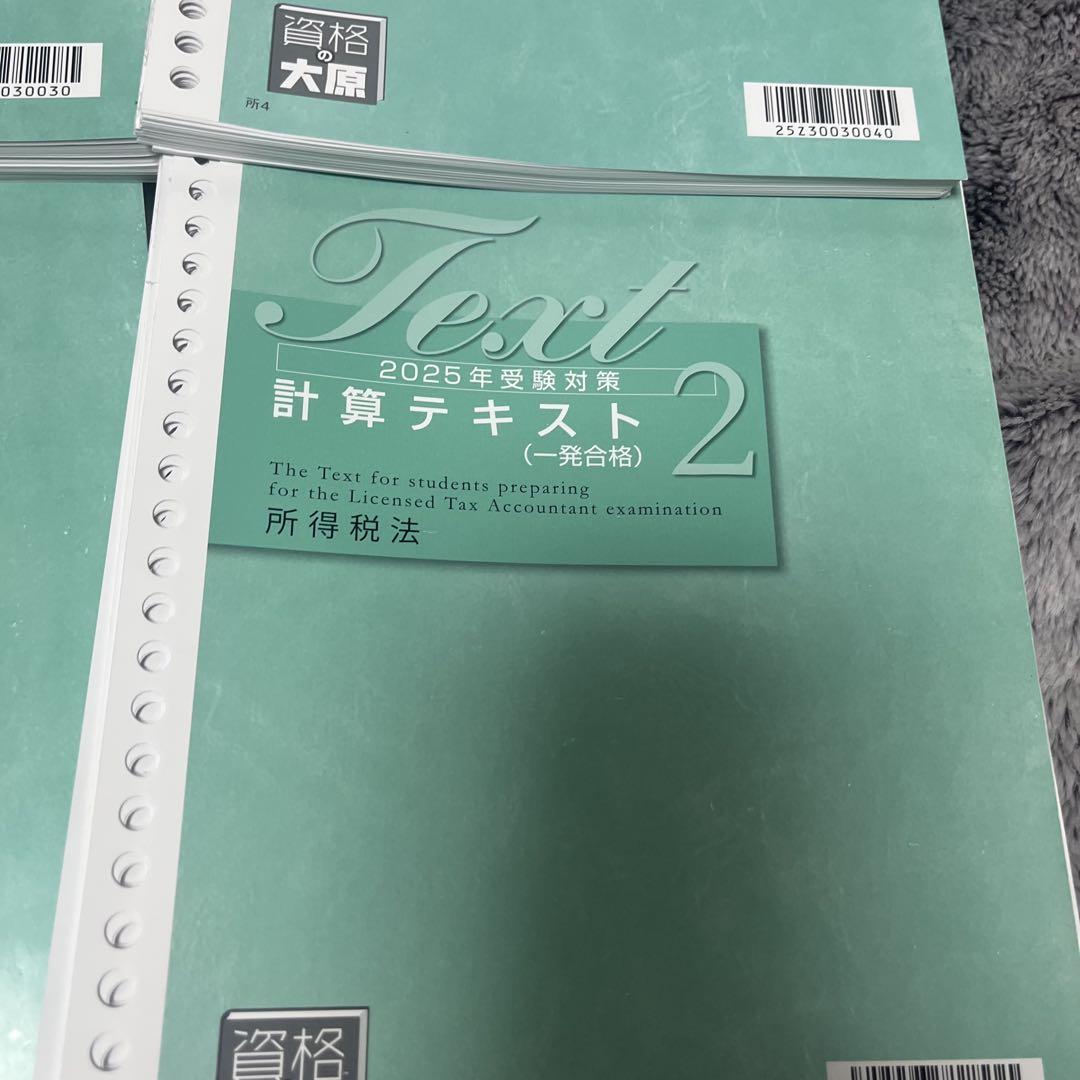 030030
資格
の
大原
所4
25Z30030040
Text
2025年受験対策
計算テキスト
2
(一発合格)
The Text for students preparing
for the Licensed Tax Accountant examination
所得税法
資格